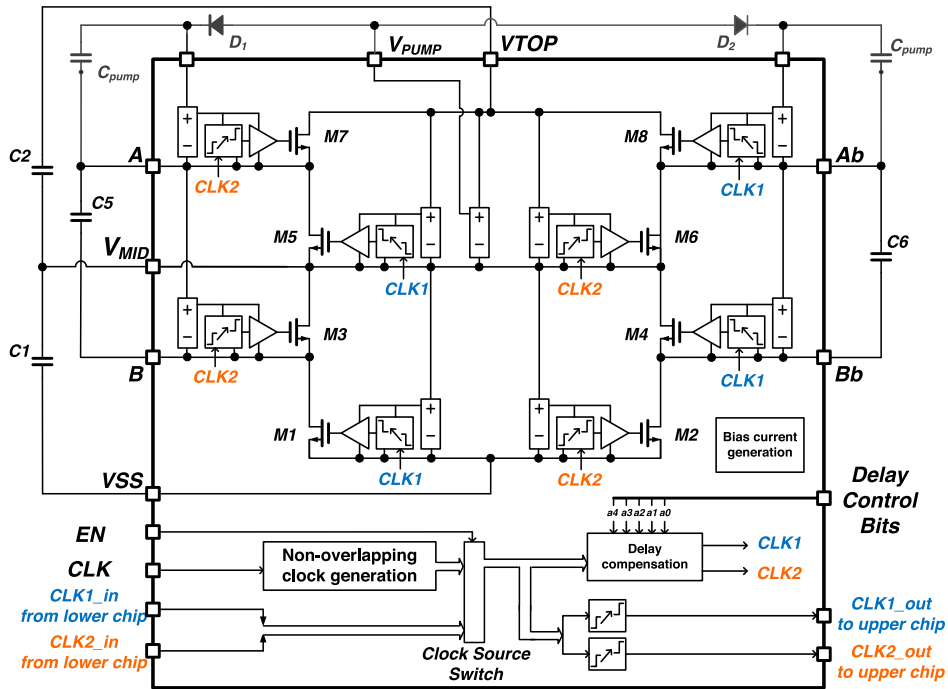 D1
VPUMP
VTOP
D2
Cpump
Cpump
M7
M8
C2
A
Ab
CLK2
CLK1
C5
M5
M6
C6
VMID
CLK1
CLK2
M3
M4
C1
B
Bb
CLK2
CLK1
M1
M2
Bias current
generation
VSS
CLK1
CLK2
Delay
Control
Bits
a4 a3 a2 a1 a0
EN
CLK
Non-overlapping
clock generation
Delay
compensation
CLK1
CLK2
CLK1_in
from lower chip
CLK1_out
to upper chip
CLK2_in
from lower chip
CLK2_out
to upper chip
Clock Source
Switch
+
-
+
-
+
-
+
-
+
-
+
-
+
-
+
-
+
-